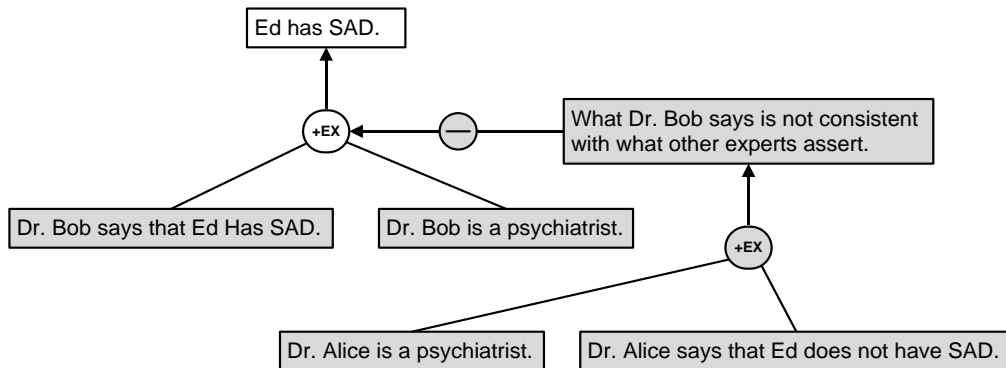 Ed has SAD.
+EX
—
What Dr. Bob says is not consistent
with what other experts assert.
Dr. Bob says that Ed Has SAD.
Dr. Bob is a psychiatrist.
+EX
Dr. Alice is a psychiatrist.
Dr. Alice says that Ed does not have SAD.